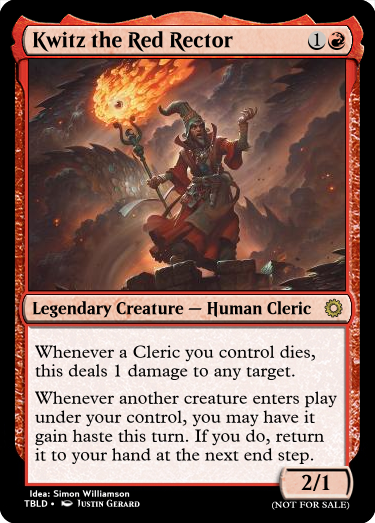 Kwitz the Red Rector 1
Legendary Creature — Human Cleric
Whenever a Cleric you control dies,
this deals 1 damage to any target.
Whenever another creature enters play
under your control, you may have it
gain haste this turn. If you do, return
it to your hand at the next end step.
2/1
Idea: Simon Williamson
TBLD • Justin Gerard
(NOT FOR SALE)